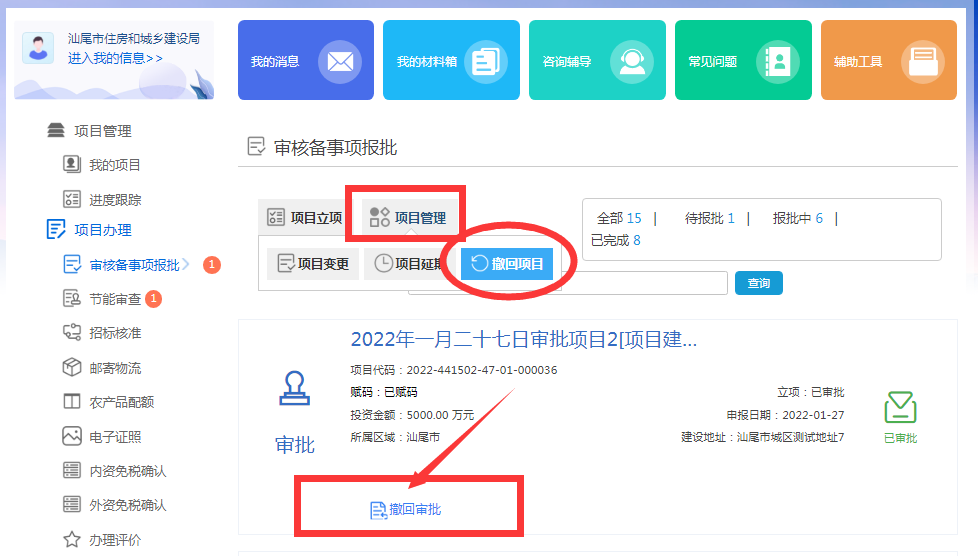 汕尾市住房和城乡建设局
进入我的信息>>
我的消息
我的材料箱
咨询辅导
常见问题
辅助工具
项目管理
我的项目
进度跟踪
项目办理
审核备事项报批
1
节能审查
1
招标核准
邮寄物流
农产品配额
电子证照
内资免税确认
外资免税确认
办理评价
审核备事项报批
项目立项
项目管理
项目变更
项目延期
撤回项目
全部 15 | 待报批 1 | 报批中 6 |
已完成 8
查询
2022年一月二十七日审批项目2[项目建...
项目代码：2022-441502-47-01-000036
赋码：已赋码
立项：已审批
投资金额：5000.00 万元
申报日期：2022-01-27
所属区域：汕尾市
建设地址：汕尾市城区测试地址7
审批
已审批
撤回审批